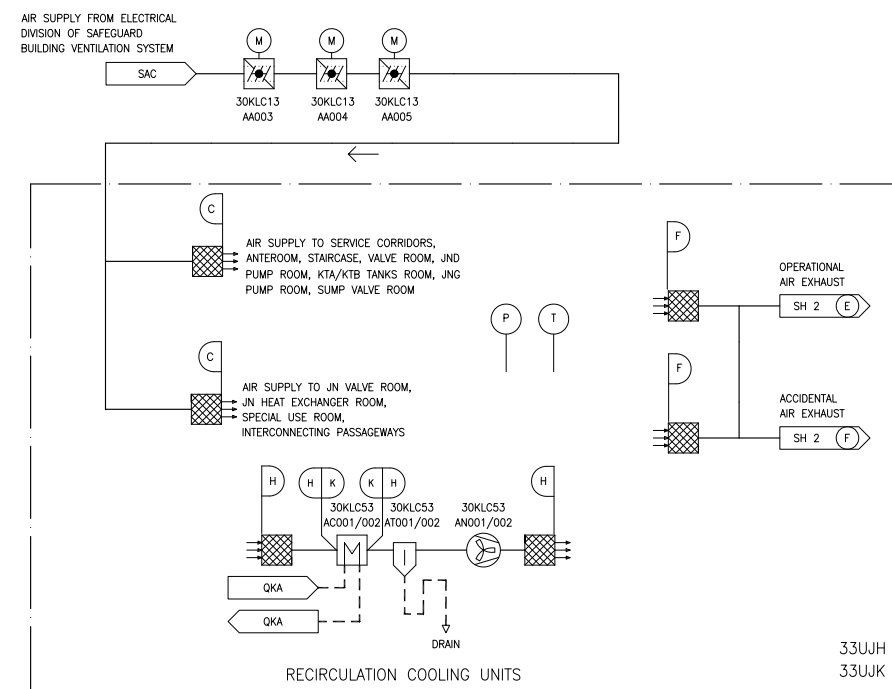 AIR SUPPLY FROM ELECTRICAL
DIVISION OF SAFEGUARD
BUILDING VENTILATION SYSTEM
SAC
M
M
M
30KLC13
AA003
30KLC13
AA004
30KLC13
AA005
C
AIR SUPPLY TO SERVICE CORRIDORS,
ANTEROOM, STAIRCASE, VALVE ROOM, JND
PUMP ROOM, KTA/KTB TANKS ROOM, JNG
PUMP ROOM, SUMP VALVE ROOM
F
OPERATIONAL
AIR EXHAUST
SH 2 E
P
T
C
AIR SUPPLY TO JN VALVE ROOM,
JN HEAT EXCHANGER ROOM,
SPECIAL USE ROOM,
INTERCONNECTING PASSAGEWAYS
F
ACCIDENTAL
AIR EXHAUST
SH 2 F
H
H K
K H
H
30KLC53
AC001/002
30KLC53
AT001/002
30KLC53
AN001/002
QKA
QKA
DRAIN
RECIRCULATION COOLING UNITS
33UJH
33UJK